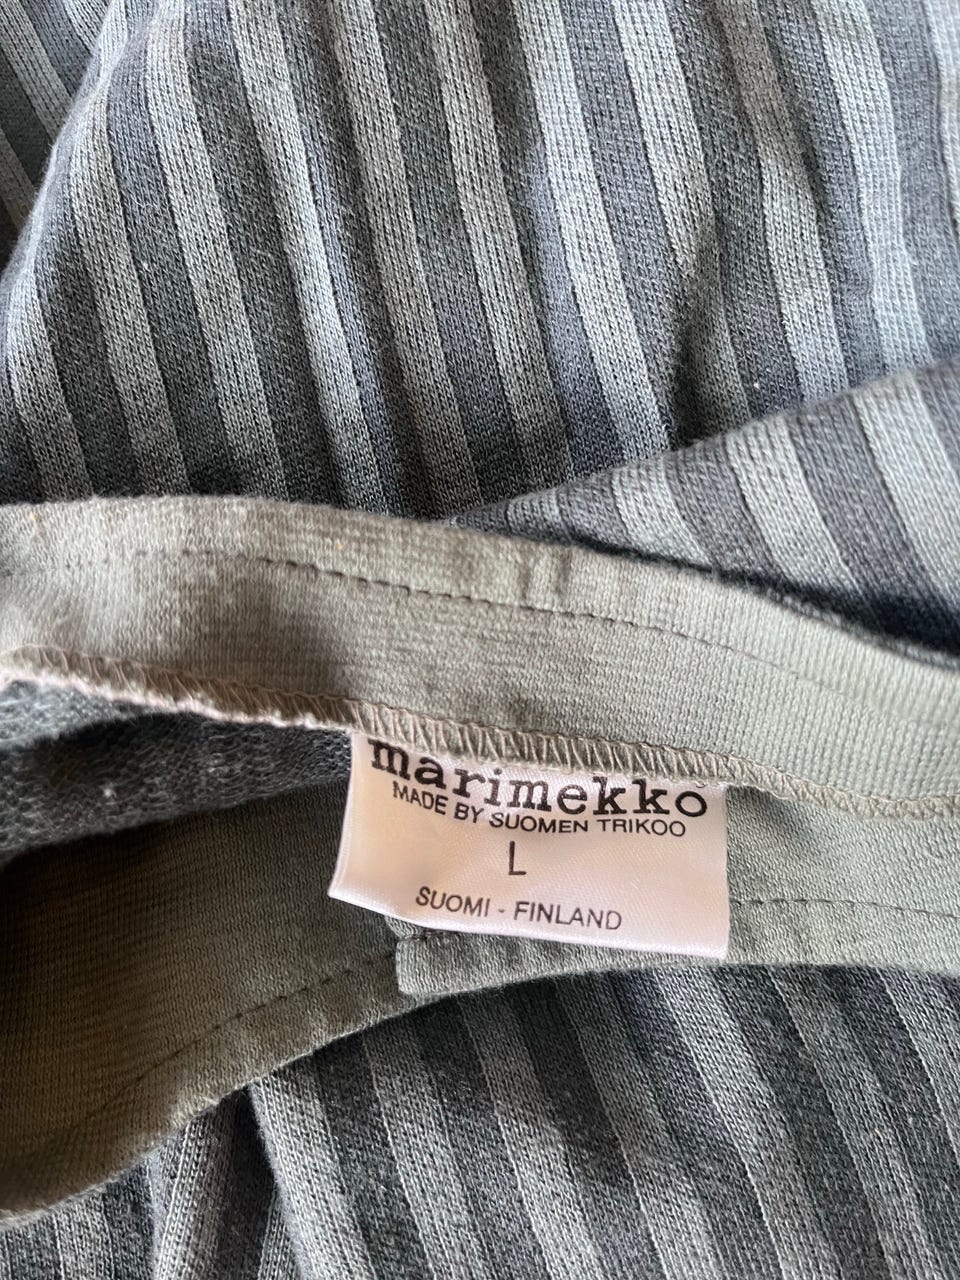 marimekko
MADE BY SUOMEN TRIKOO
L
SUOMI - FINLAND